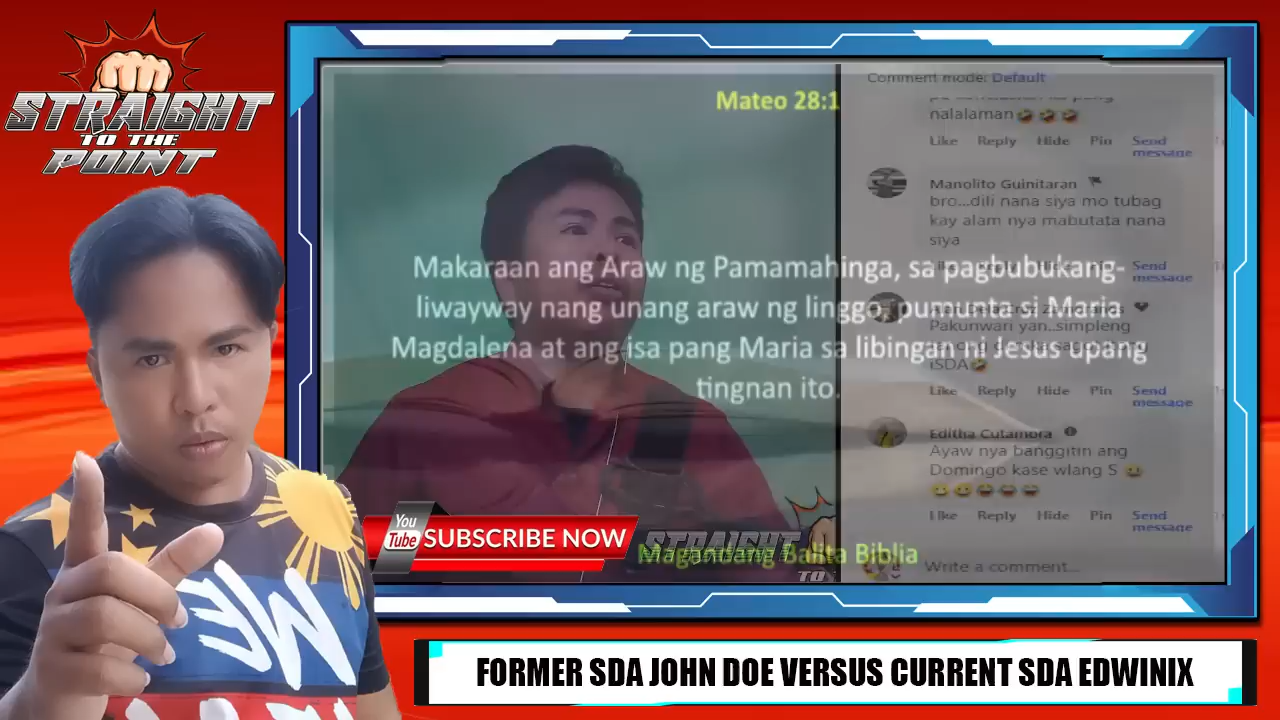 STRAIGHT
TO THE
POINT
Mateo 28:1
Makaraan ang Araw ng Pamamahinga, sa pagbubukang-
liwayway nang unang araw ng linggo, pumunta si Maria
Magdalena at ang isa pang Maria sa libingan ni Jesus upang
tingnan ito.
Magandang Balita Biblia
You
Tube
SUBSCRIBE NOW
STRAIGHT
TO
Comment mode: Default
nalalaman🤣🤣🤣
Like Reply Hide Pin Send
message
Manolito Guinitaran
bro...dili nana siya mo tubag
kay alam nya mabutata nana
siya
Send
message
Pakunwari yan..simpleng
iSDA🤣
Like Reply Hide Pin Send
message
Editha Cutamora
Ayaw nya banggitin ang
Domingo kase wlang S 😀
😀😀😂😂😂
Like Reply Hide Pin Send
message
Write a comment...
FORMER SDA JOHN DOE VERSUS CURRENT SDA EDWINIX
ME